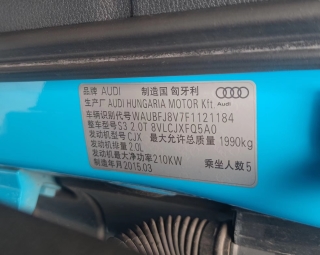 品牌 AUDI 制造国 匈牙利
生产厂 AUDI HUNGARIA MOTOR Kft. Audi
车辆识别代号 WAUBFJ8V7F1121184
整车型号 S3 2.0T 8VLCJXFQ5A0
发动机型号 CJX 最大允许总质量 1990kg
发动机排量 2.0L
发动机最大净功率 210KW 乘坐人数 5
制造年月 2015.03